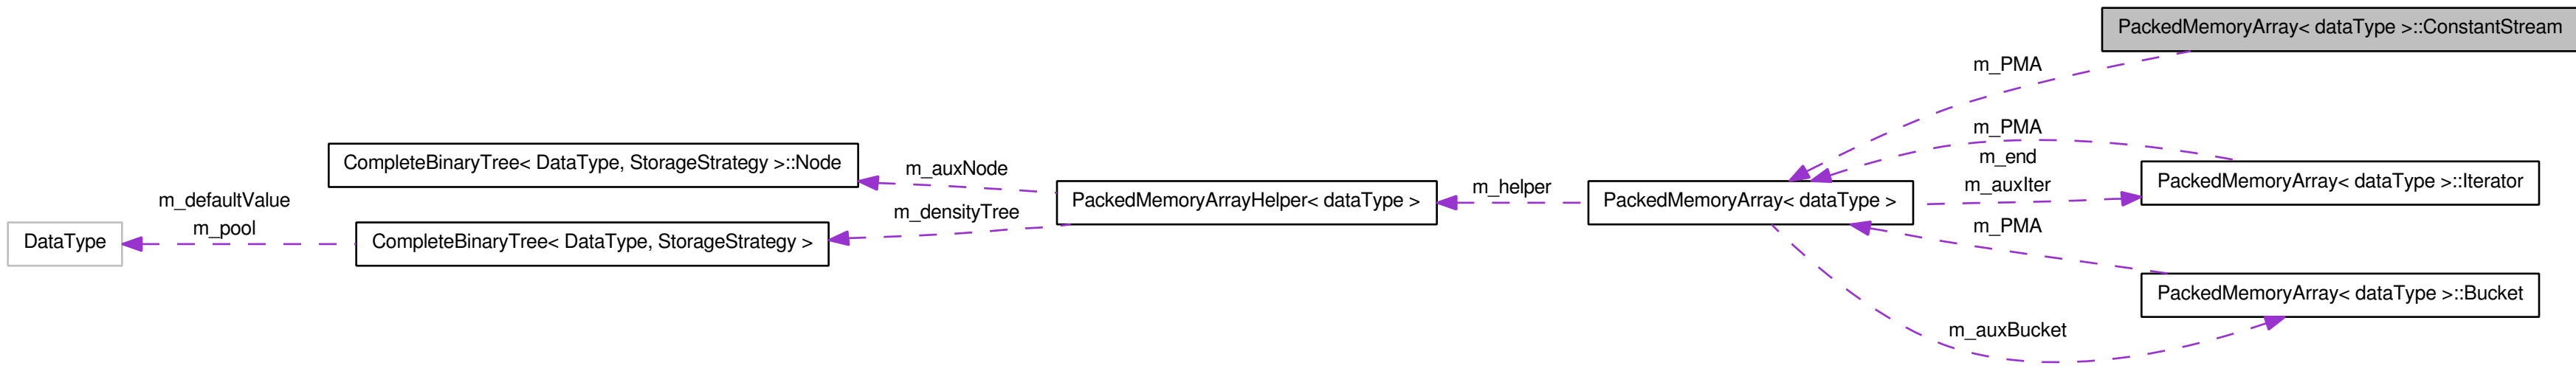 PackedMemoryArray< dataType >::ConstantStream
m_PMA
m_PMA
m_end
m_auxIter
PackedMemoryArray< dataType >::Iterator
CompleteBinaryTree< DataType, StorageStrategy >::Node
m_auxNode
m_helper
PackedMemoryArrayHelper< dataType >
PackedMemoryArray< dataType >
m_defaultValue
m_pool
m_densityTree
m_PMA
DataType
CompleteBinaryTree< DataType, StorageStrategy >
PackedMemoryArray< dataType >::Bucket
m_auxBucket